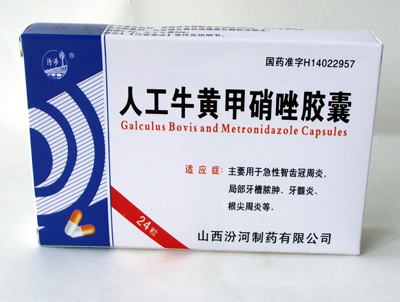 汾河
国药准字H14022957
人工牛黄甲硝唑胶囊
Galculus Bovis and Metronidazole Capsules
适应症：主要用于急性智齿冠周炎,
局部牙槽脓肿、牙髓炎,
根尖周炎等.
24粒
山西汾河制药有限公司